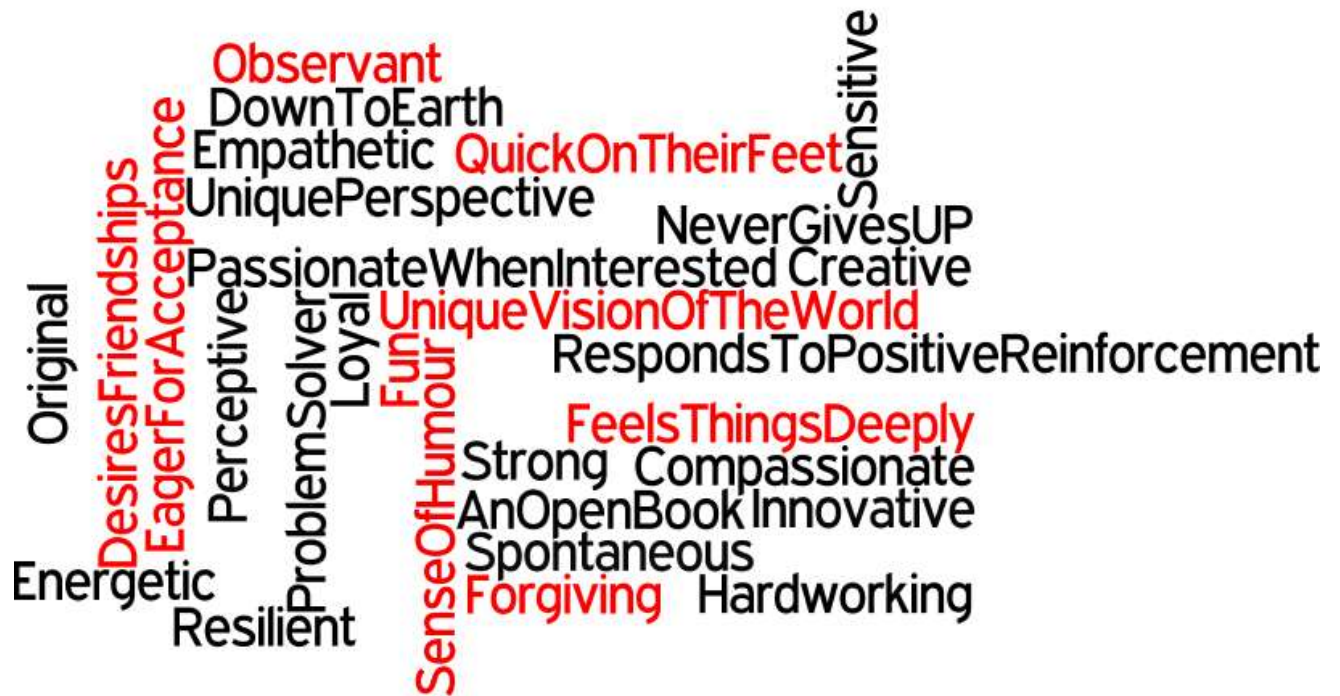 Observant
DownToEarth
Empathetic
QuickOnTheirFeet
Sensitive
UniquePerspective
NeverGivesUP
PassionateWhenInterested
Creative
Original
DesiresFriendships
EagerForAcceptance
Perceptive
ProblemSolver
Loyal
Fun
UniqueVisionOfTheWorld
RespondsToPositiveReinforcement
SenseOfHumour
FeelsThingsDeeply
Strong
Compassionate
AnOpenBook
Innovative
Spontaneous
Energetic
Forgiving
Hardworking
Resilient